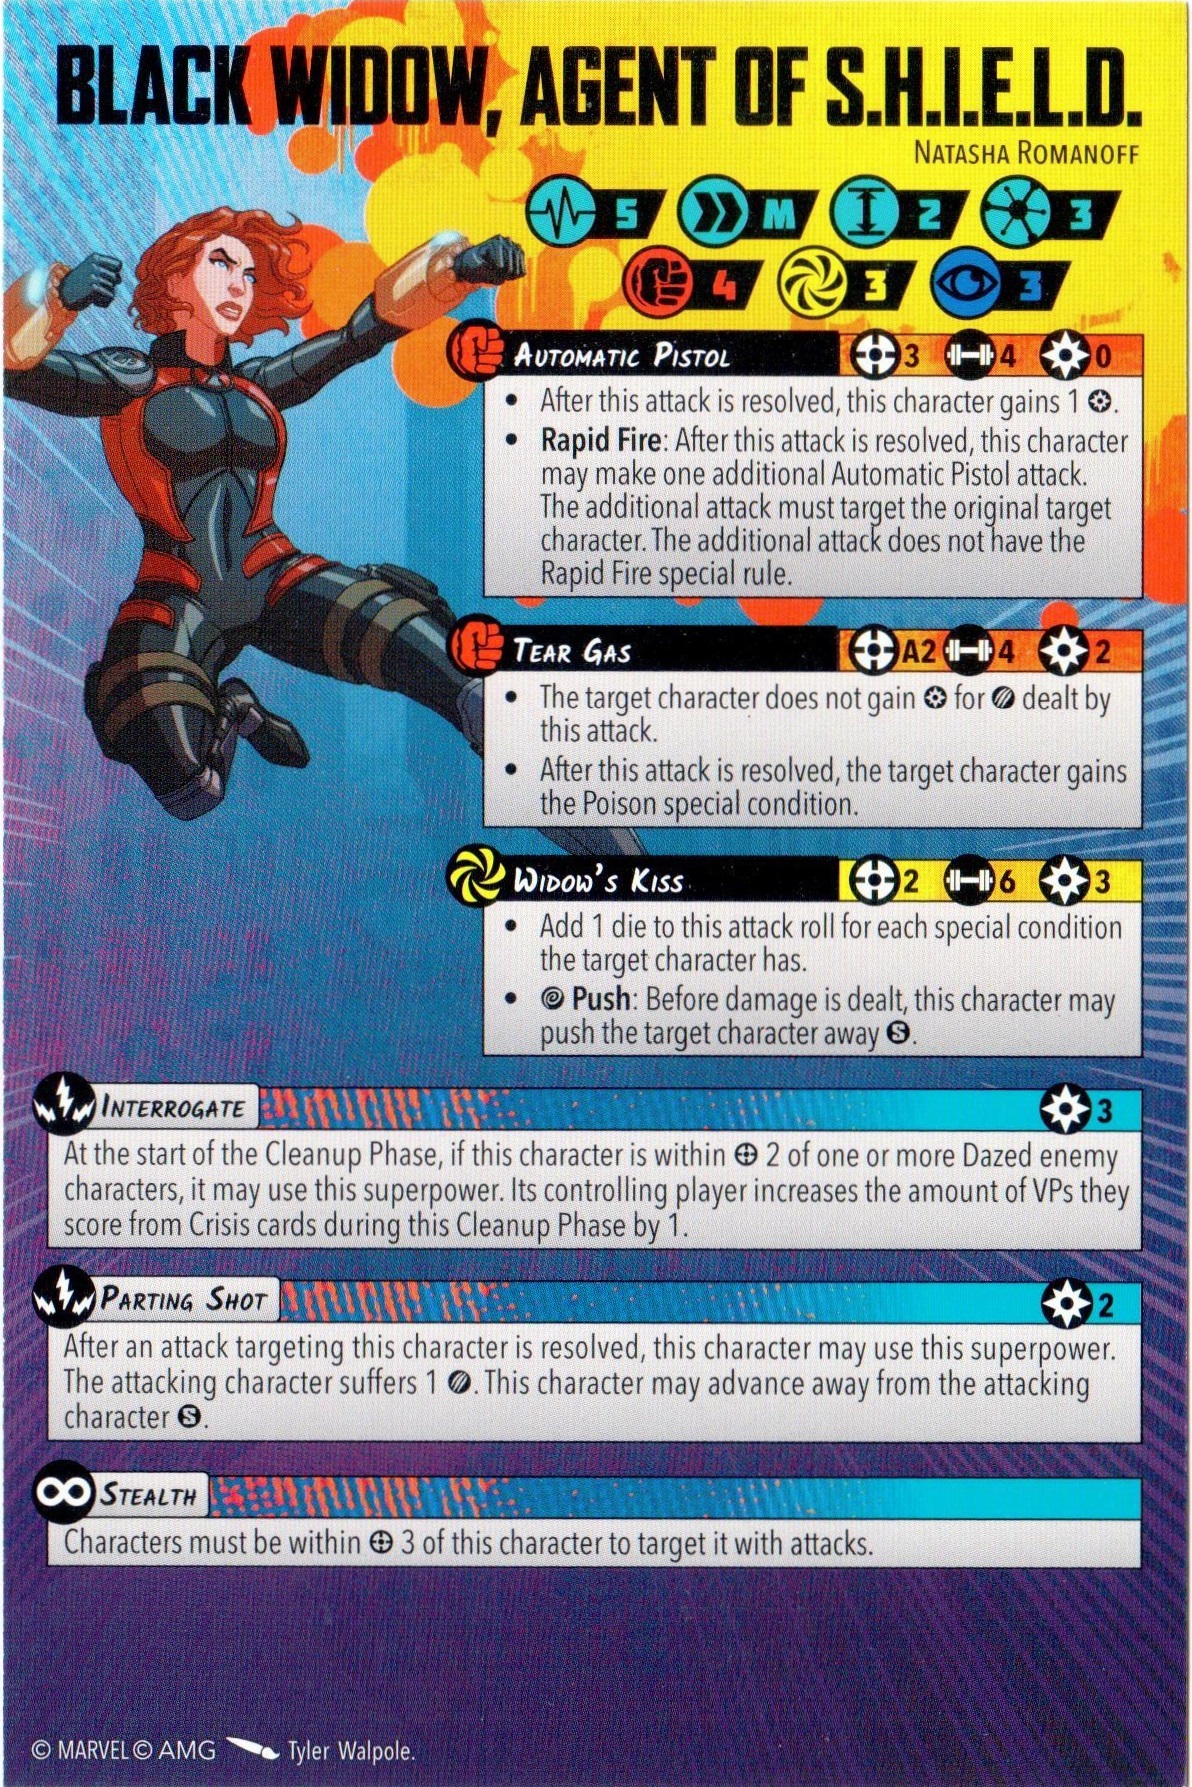 BLACK WIDOW, AGENT OF S.H.I.E.L.D.
NATASHA ROMANOFF
5 M 2 3
4 3 3
AUTOMATIC PISTOL 3 4 0
• After this attack is resolved, this character gains 1 .
• Rapid Fire: After this attack is resolved, this character
may make one additional Automatic Pistol attack.
The additional attack must target the original target
character. The additional attack does not have the
Rapid Fire special rule.
TEAR GAS A2 4 2
• The target character does not gain for dealt by
this attack.
• After this attack is resolved, the target character gains
the Poison special condition.
WIDOW'S KISS 2 6 3
• Add 1 die to this attack roll for each special condition
the target character has.
• Push: Before damage is dealt, this character may
push the target character away S.
INTERROGATE 3
At the start of the Cleanup Phase, if this character is within 2 of one or more Dazed enemy
characters, it may use this superpower. Its controlling player increases the amount of VPs they
score from Crisis cards during this Cleanup Phase by 1.
PARTING SHOT 2
After an attack targeting this character is resolved, this character may use this superpower.
The attacking character suffers 1 . This character may advance away from the attacking
character S.
STEALTH
Characters must be within 3 of this character to target it with attacks.
© MARVEL © AMG Tyler Walpole.